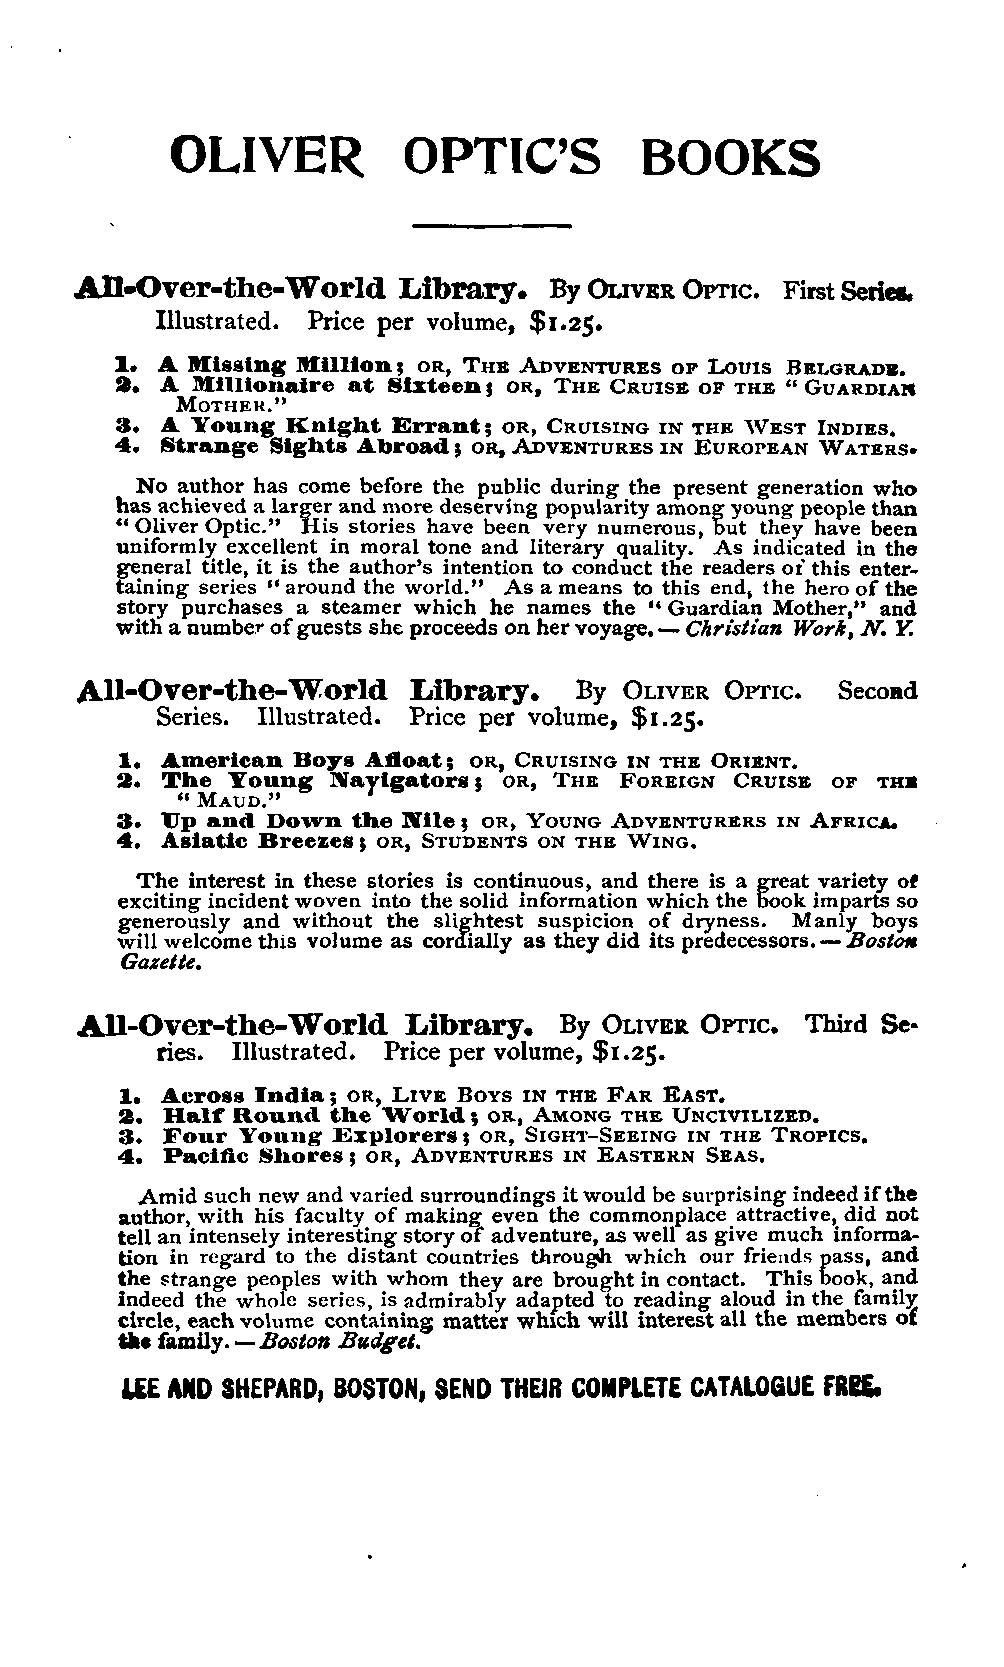 OLIVER OPTIC'S BOOKS
All-Over-the-World Library. By OLIVER OPTIC. First Series.
Illustrated. Price per volume, $1.25.
1. A Missing Million; OR, THE ADVENTURES OF LOUIS BELGRADE.
2. A Millionaire at Sixteen; OR, THE CRUISE OF THE "GUARDIAN
MOTHER."
3. A Young Knight Errant; OR, CRUISING IN THE WEST INDIES.
4. Strange Sights Abroad; OR, ADVENTURES IN EUROPEAN WATERS.
No author has come before the public during the present generation who
has achieved a larger and more deserving popularity among young people than
"Oliver Optic." His stories have been very numerous, but they have been
uniformly excellent in moral tone and literary quality. As indicated in the
general title, it is the author's intention to conduct the readers of this enter-
taining series "around the world." As a means to this end, the hero of the
story purchases a steamer which he names the "Guardian Mother," and
with a number of guests she proceeds on her voyage.—Christian Work, N. Y.
All-Over-the-World Library. By OLIVER OPTIC. Second
Series. Illustrated. Price per volume, $1.25.
1. American Boys Afloat; OR, CRUISING IN THE ORIENT.
2. The Young Navigators; OR, THE FOREIGN CRUISE OF THE
"MAUD."
3. Up and Down the Nile; OR, YOUNG ADVENTURERS IN AFRICA.
4. Asiatic Breezes; OR, STUDENTS ON THE WING.
The interest in these stories is continuous, and there is a great variety of
exciting incident woven into the solid information which the book imparts so
generously and without the slightest suspicion of dryness. Manly boys
will welcome this volume as cordially as they did its predecessors.—Boston
Gazette.
All-Over-the-World Library. By OLIVER OPTIC. Third Se-
ries. Illustrated. Price per volume, $1.25.
1. Across India; OR, LIVE BOYS IN THE FAR EAST.
2. Half Round the World; OR, AMONG THE UNCIVILIZED.
3. Four Young Explorers; OR, SIGHT-SEEING IN THE TROPICS.
4. Pacific Shores; OR, ADVENTURES IN EASTERN SEAS.
Amid such new and varied surroundings it would be surprising indeed if the
author, with his faculty of making even the commonplace attractive, did not
tell an intensely interesting story of adventure, as well as give much informa-
tion in regard to the distant countries through which our friends pass, and
the strange peoples with whom they are brought in contact. This book, and
indeed the whole series, is admirably adapted to reading aloud in the family
circle, each volume containing matter which will interest all the members of
the family.—Boston Budget.
LEE AND SHEPARD, BOSTON, SEND THEIR COMPLETE CATALOGUE FREE.